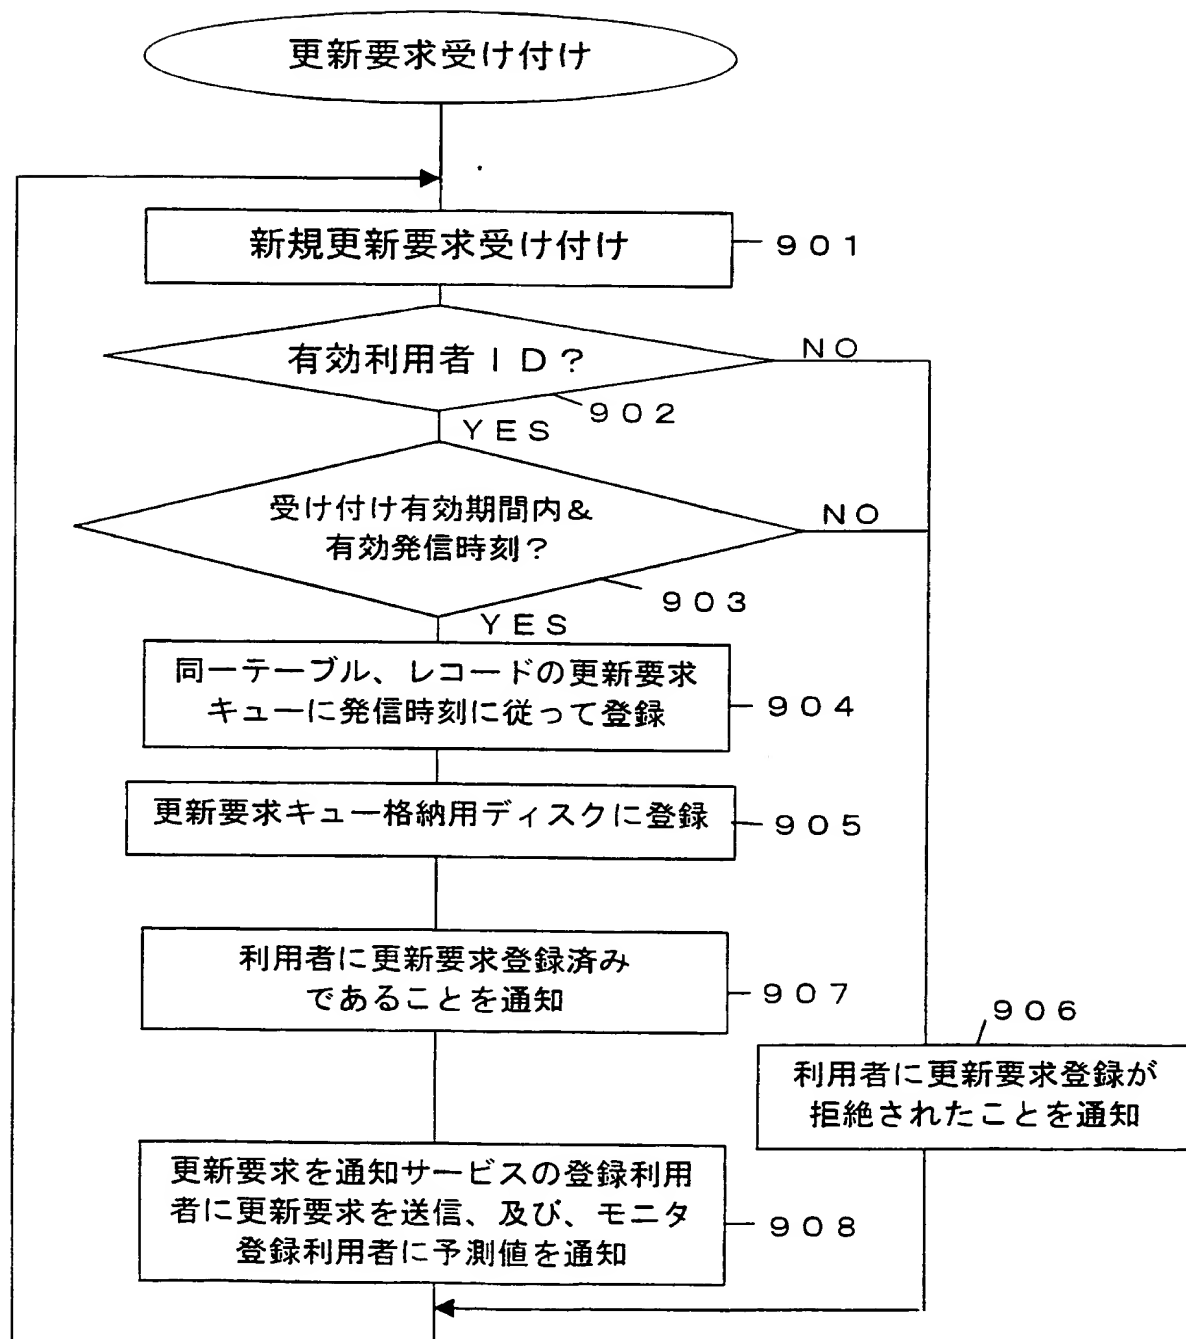 更新要求受け付け
新規更新要求受け付け
901
有効利用者ID?
NO
902
YES
受け付け有効期間内&
有効発信時刻?
NO
903
YES
同一テーブル、レコードの更新要求
キューに発信時刻に従って登録
904
更新要求キュー格納用ディスクに登録
905
利用者に更新要求登録済み
であることを通知
907
906
利用者に更新要求登録が
拒絶されたことを通知
更新要求を通知サービスの登録利用
者に更新要求を送信、及び、モニタ
登録利用者に予測値を通知
908